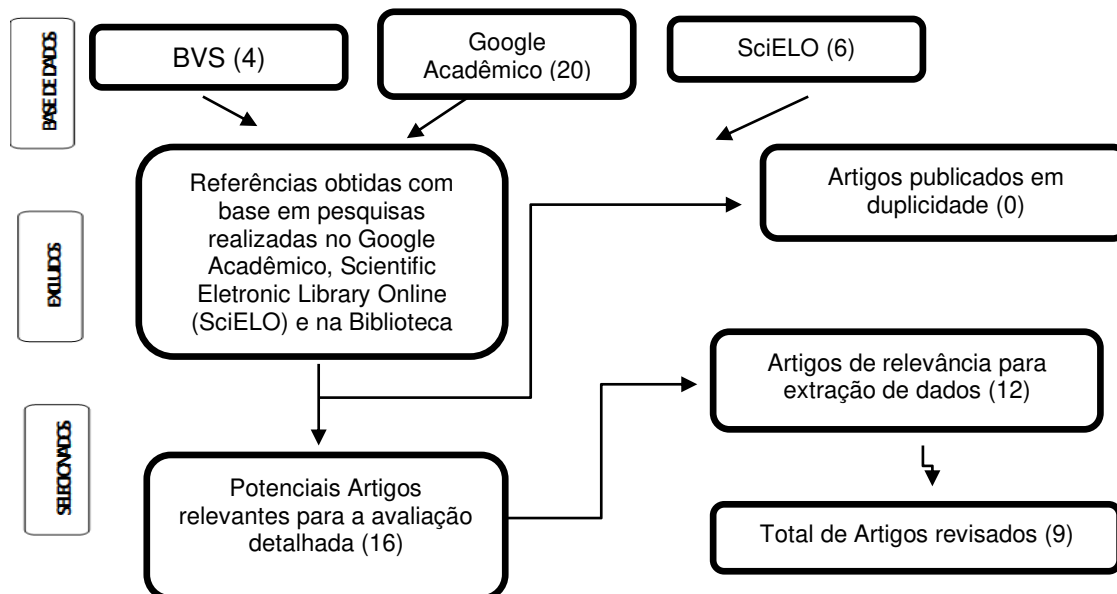 BASE DE DADOS
BVS (4)
Google
Acadêmico (20)
SciELO (6)
EXCLUIDOS
Referências obtidas com
base em pesquisas
realizadas no Google
Acadêmico, Scientific
Eletronic Library Online
(SciELO) e na Biblioteca
Artigos publicados em
duplicidade (0)
SELECIONADOS
Potenciais Artigos
relevantes para a avaliação
detalhada (16)
Artigos de relevância para
extração de dados (12)
Total de Artigos revisados (9)